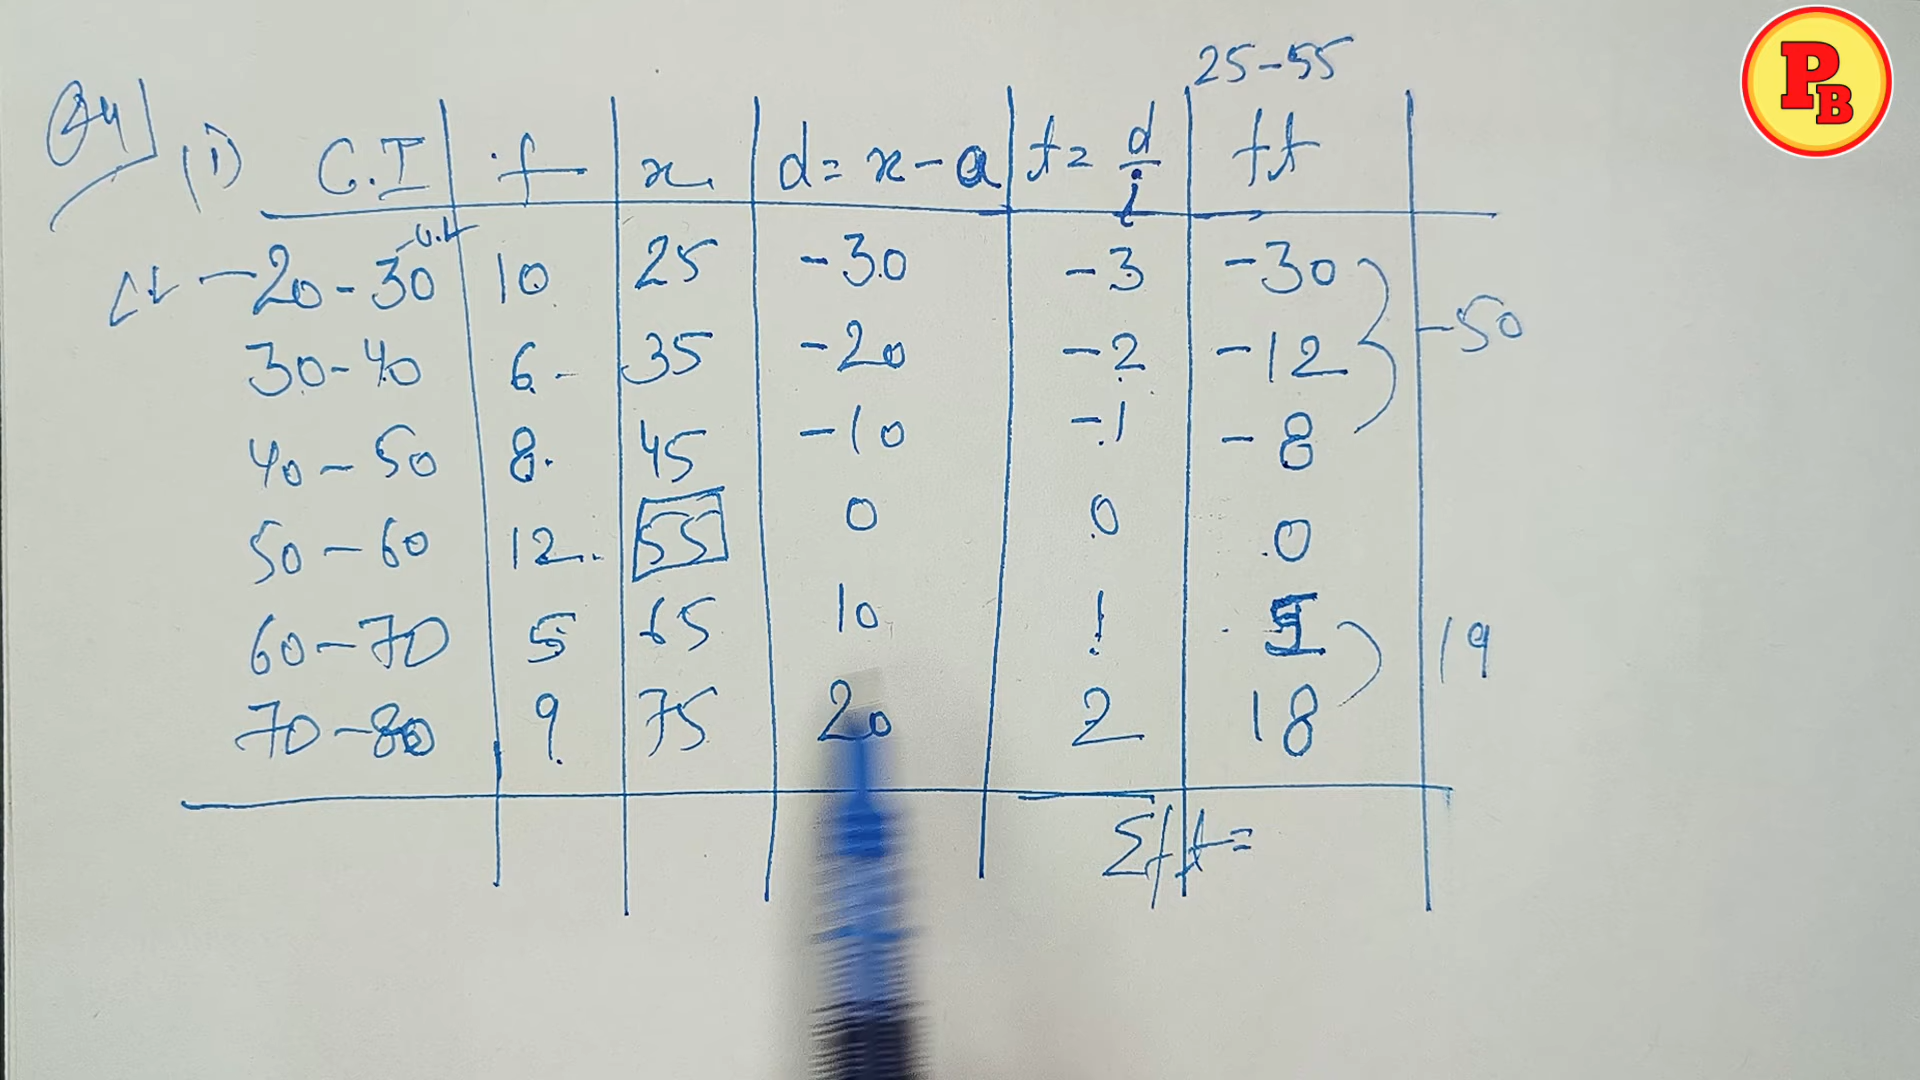 25-55
Q4] (i) C.I f x d = x - a t = d/i ft
L.L - 20 - 30 - U.L 10 25 -30 -3 -30
30-40 6 35 -20 -2 -12 -50
40-50 8 45 -10 -1 -8
50-60 12 55 0 0 0
60-70 5 65 10 1 19
70-80 9 75 20 2 18
Σft =
PB